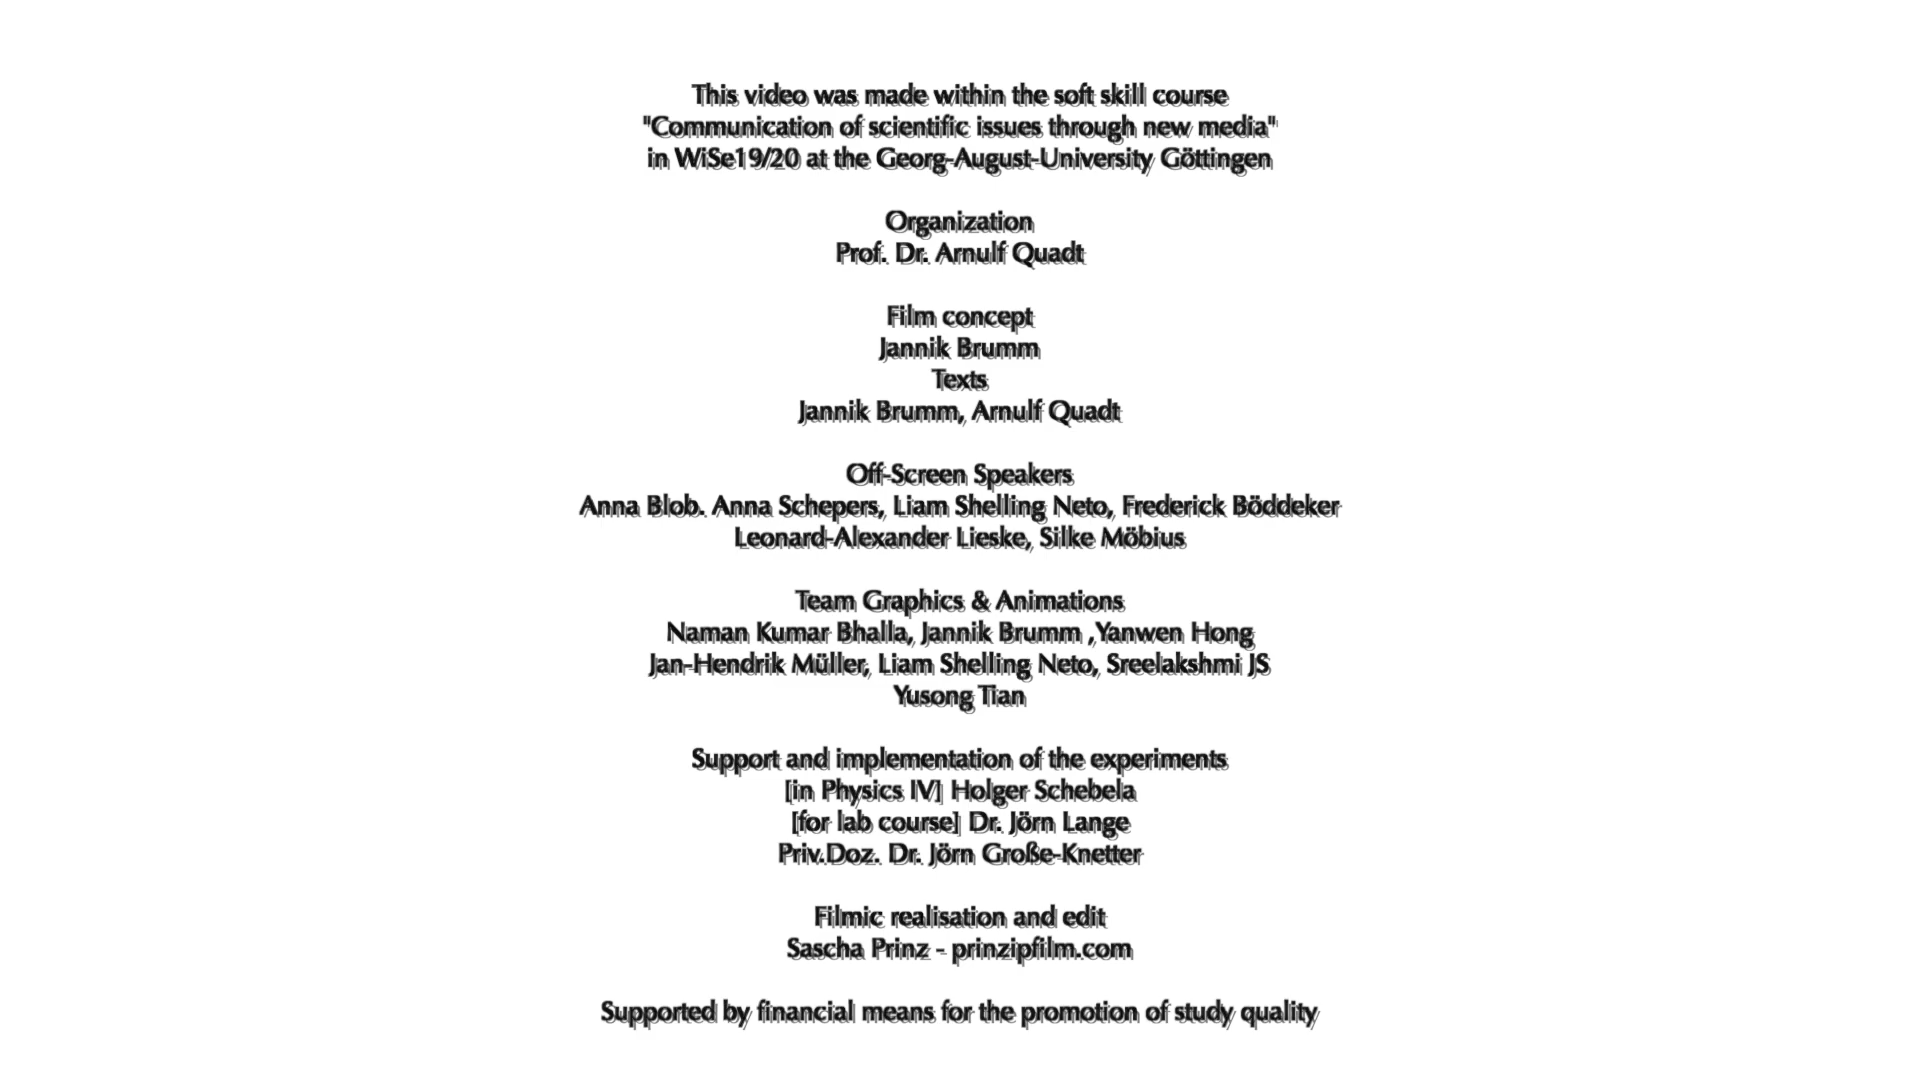 This video was made within the soft skill course
"Communication of scientific issues through new media"
in WiSe19/20 at the Georg-August-University Göttingen
Organization
Prof. Dr. Arnulf Quadt
Film concept
Jannik Brumm
Texts
Jannik Brumm, Arnulf Quadt
Off-Screen Speakers
Anna Blob. Anna Schepers, Liam Shelling Neto, Frederick Böddeker
Leonard-Alexander Lieske, Silke Möbius
Team Graphics & Animations
Naman Kumar Bhalla, Jannik Brumm ,Yanwen Hong
Jan-Hendrik Müller, Liam Shelling Neto, Sreelakshmi JS
Yusong Tian
Support and implementation of the experiments
[in Physics IV] Holger Schebela
[for lab course] Dr. Jörn Lange
Priv.Doz. Dr. Jörn Große-Knetter
Filmic realisation and edit
Sascha Prinz - prinzipfilm.com
Supported by financial means for the promotion of study quality